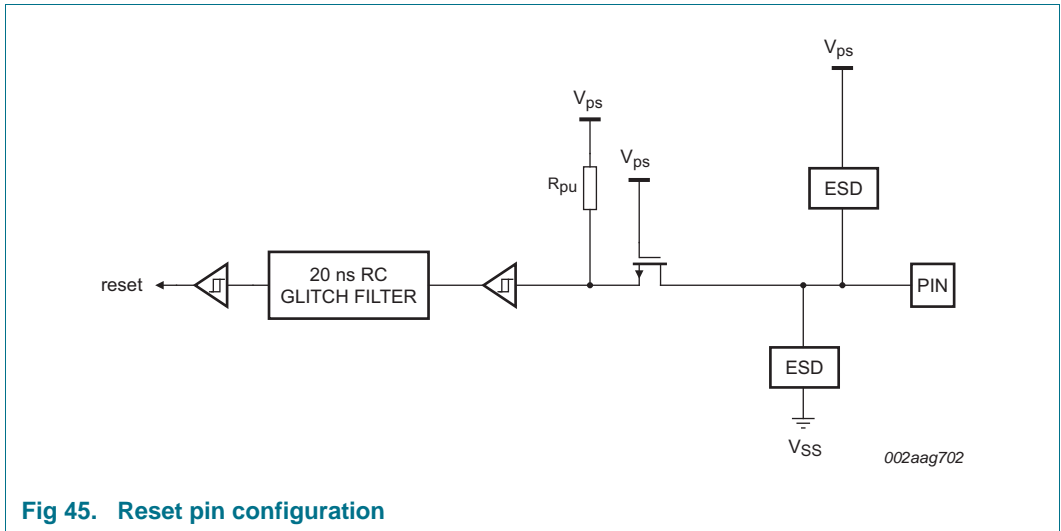 Vps
Vps
Vps
Rpu
ESD
reset
20 ns RC
GLITCH FILTER
PIN
ESD
VSS
002aag702
Fig 45. Reset pin configuration